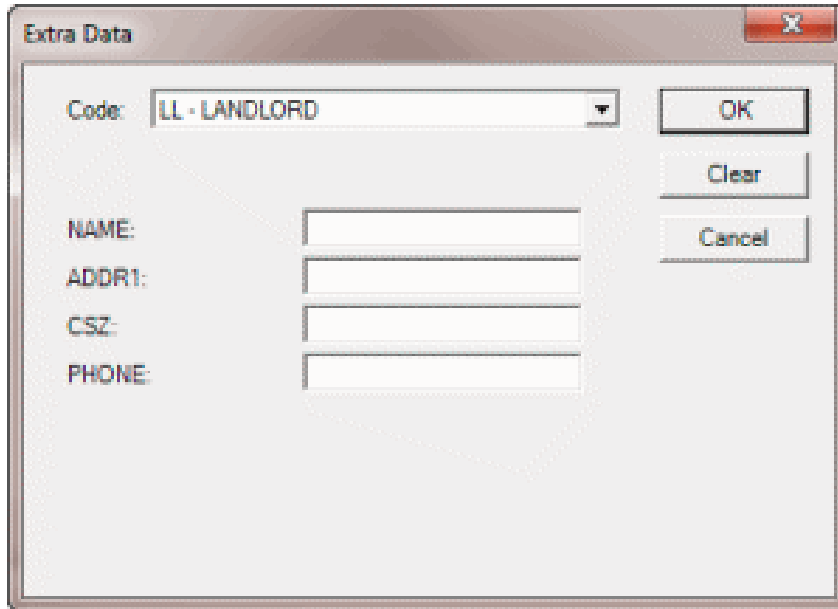 Extra Data
Code: LL - LANDLORD
OK
Clear
Cancel
NAME:
ADDR1:
CSZ:
PHONE: